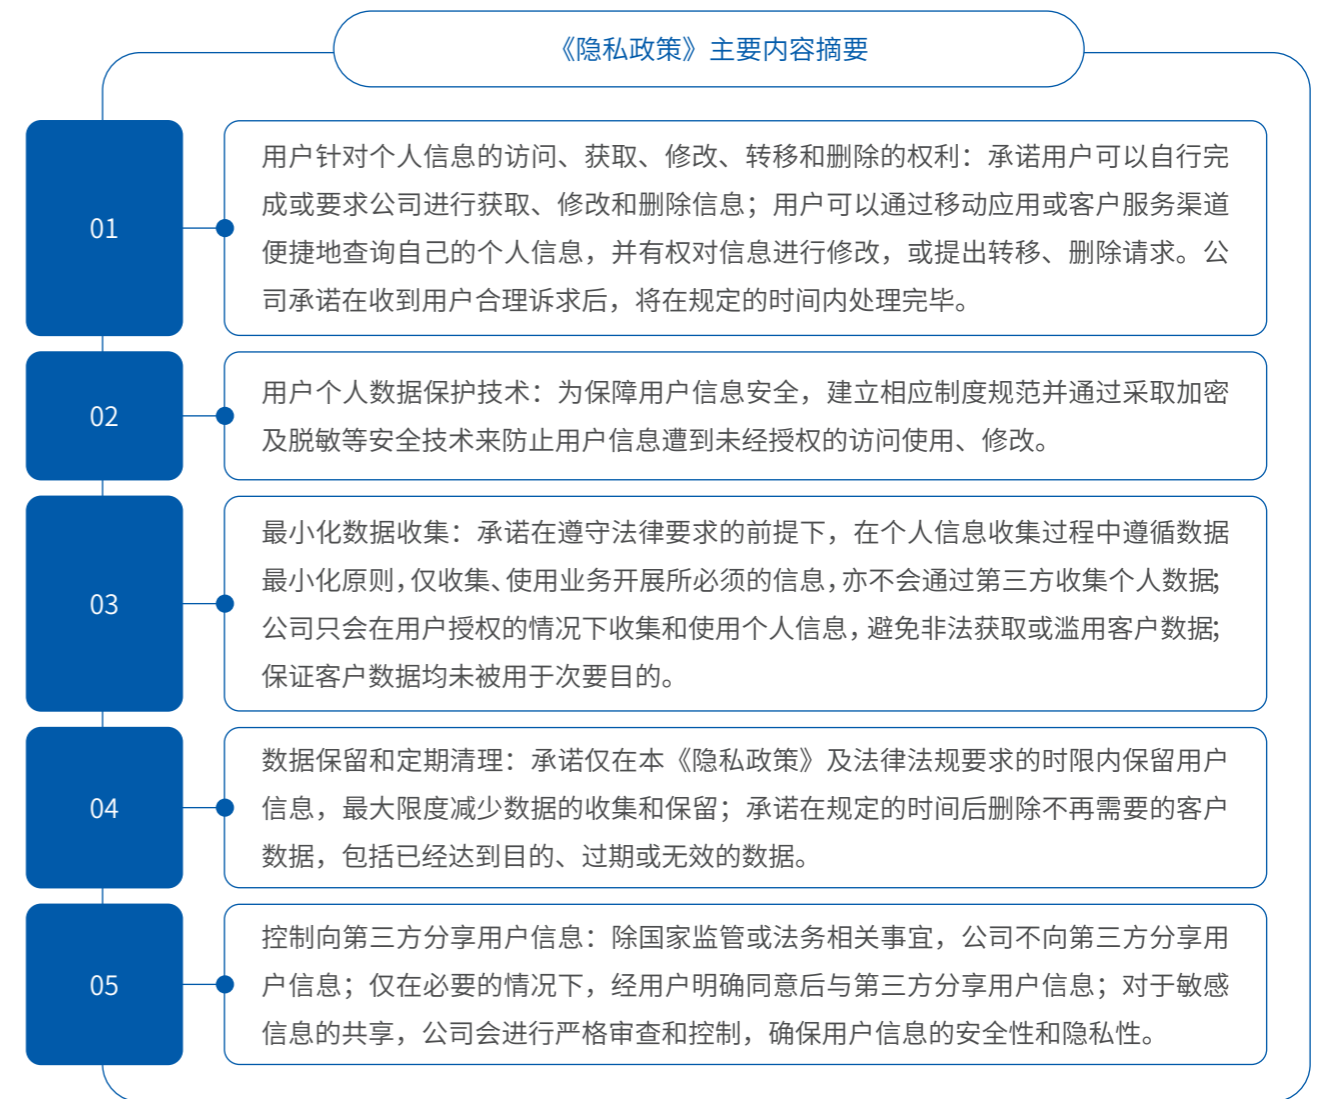 《隐私政策》主要内容摘要
01
用户针对个人信息的访问、获取、修改、转移和删除的权利：承诺用户可以自行完
成或要求公司进行获取、修改和删除信息；用户可以通过移动应用或客户服务渠道
便捷地查询自己的个人信息，并有权对信息进行修改，或提出转移、删除请求。公
司承诺在收到用户合理诉求后，将在规定的时间内处理完毕。
02
用户个人数据保护技术：为保障用户信息安全，建立相应制度规范并通过采取加密
及脱敏等安全技术来防止用户信息遭到未经授权的访问使用、修改。
03
最小化数据收集：承诺在遵守法律要求的前提下，在个人信息收集过程中遵循数据
最小化原则，仅收集、使用业务开展所必须的信息，亦不会通过第三方收集个人数据；
公司只会在用户授权的情况下收集和使用个人信息，避免非法获取或滥用客户数据；
保证客户数据均未被用于次要目的。
04
数据保留和定期清理：承诺仅在本《隐私政策》及法律法规要求的时限内保留用户
信息，最大限度减少数据的收集和保留；承诺在规定的时间后删除不再需要的客户
数据，包括已经达到目的、过期或无效的数据。
05
控制向第三方分享用户信息：除国家监管或法务相关事宜，公司不向第三方分享用
户信息；仅在必要的情况下，经用户明确同意后与第三方分享用户信息；对于敏感
信息的共享，公司会进行严格审查和控制，确保用户信息的安全性和隐私性。